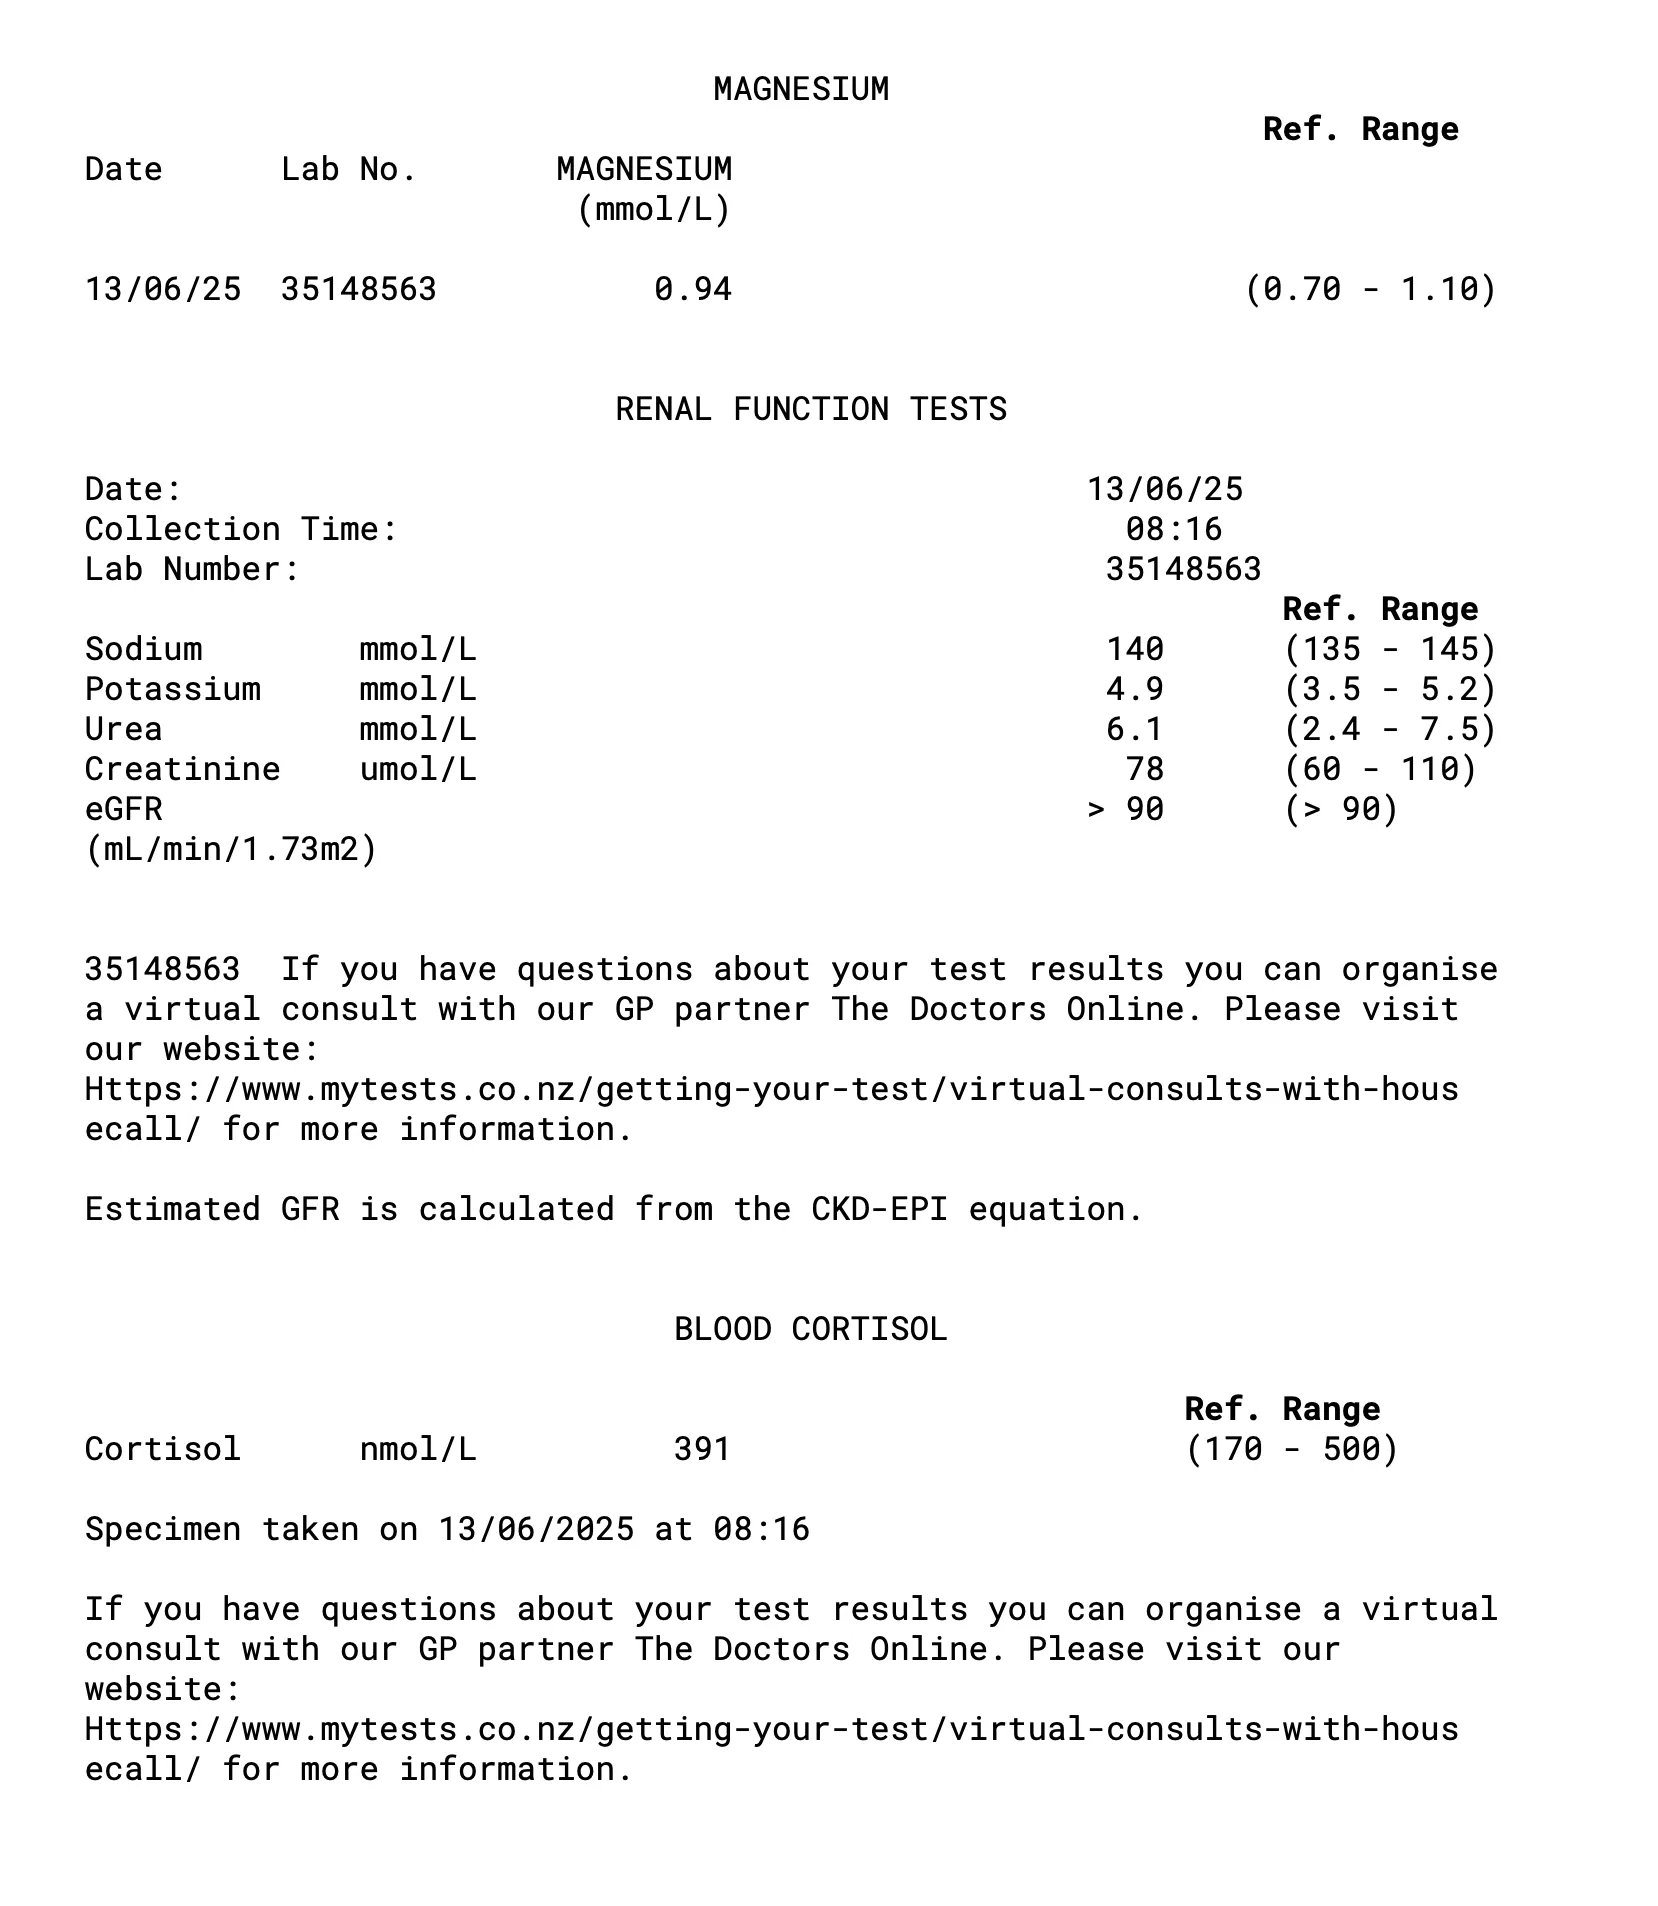 MAGNESIUM
Ref. Range
Date Lab No. MAGNESIUM
(mmol/L)
13/06/25 35148563 0.94 (0.70 - 1.10)
RENAL FUNCTION TESTS
Date: 13/06/25
Collection Time: 08:16
Lab Number: 35148563
Ref. Range
Sodium mmol/L 140 (135 - 145)
Potassium mmol/L 4.9 (3.5 - 5.2)
Urea mmol/L 6.1 (2.4 - 7.5)
Creatinine umol/L 78 (60 - 110)
eGFR > 90 (> 90)
(mL/min/1.73m2)
35148563 If you have questions about your test results you can organise
a virtual consult with our GP partner The Doctors Online. Please visit
our website:
Https://www.mytests.co.nz/getting-your-test/virtual-consults-with-hous
ecall/ for more information.
Estimated GFR is calculated from the CKD-EPI equation.
BLOOD CORTISOL
Ref. Range
Cortisol nmol/L 391 (170 - 500)
Specimen taken on 13/06/2025 at 08:16
If you have questions about your test results you can organise a virtual
consult with our GP partner The Doctors Online. Please visit our
website:
Https://www.mytests.co.nz/getting-your-test/virtual-consults-with-hous
ecall/ for more information.